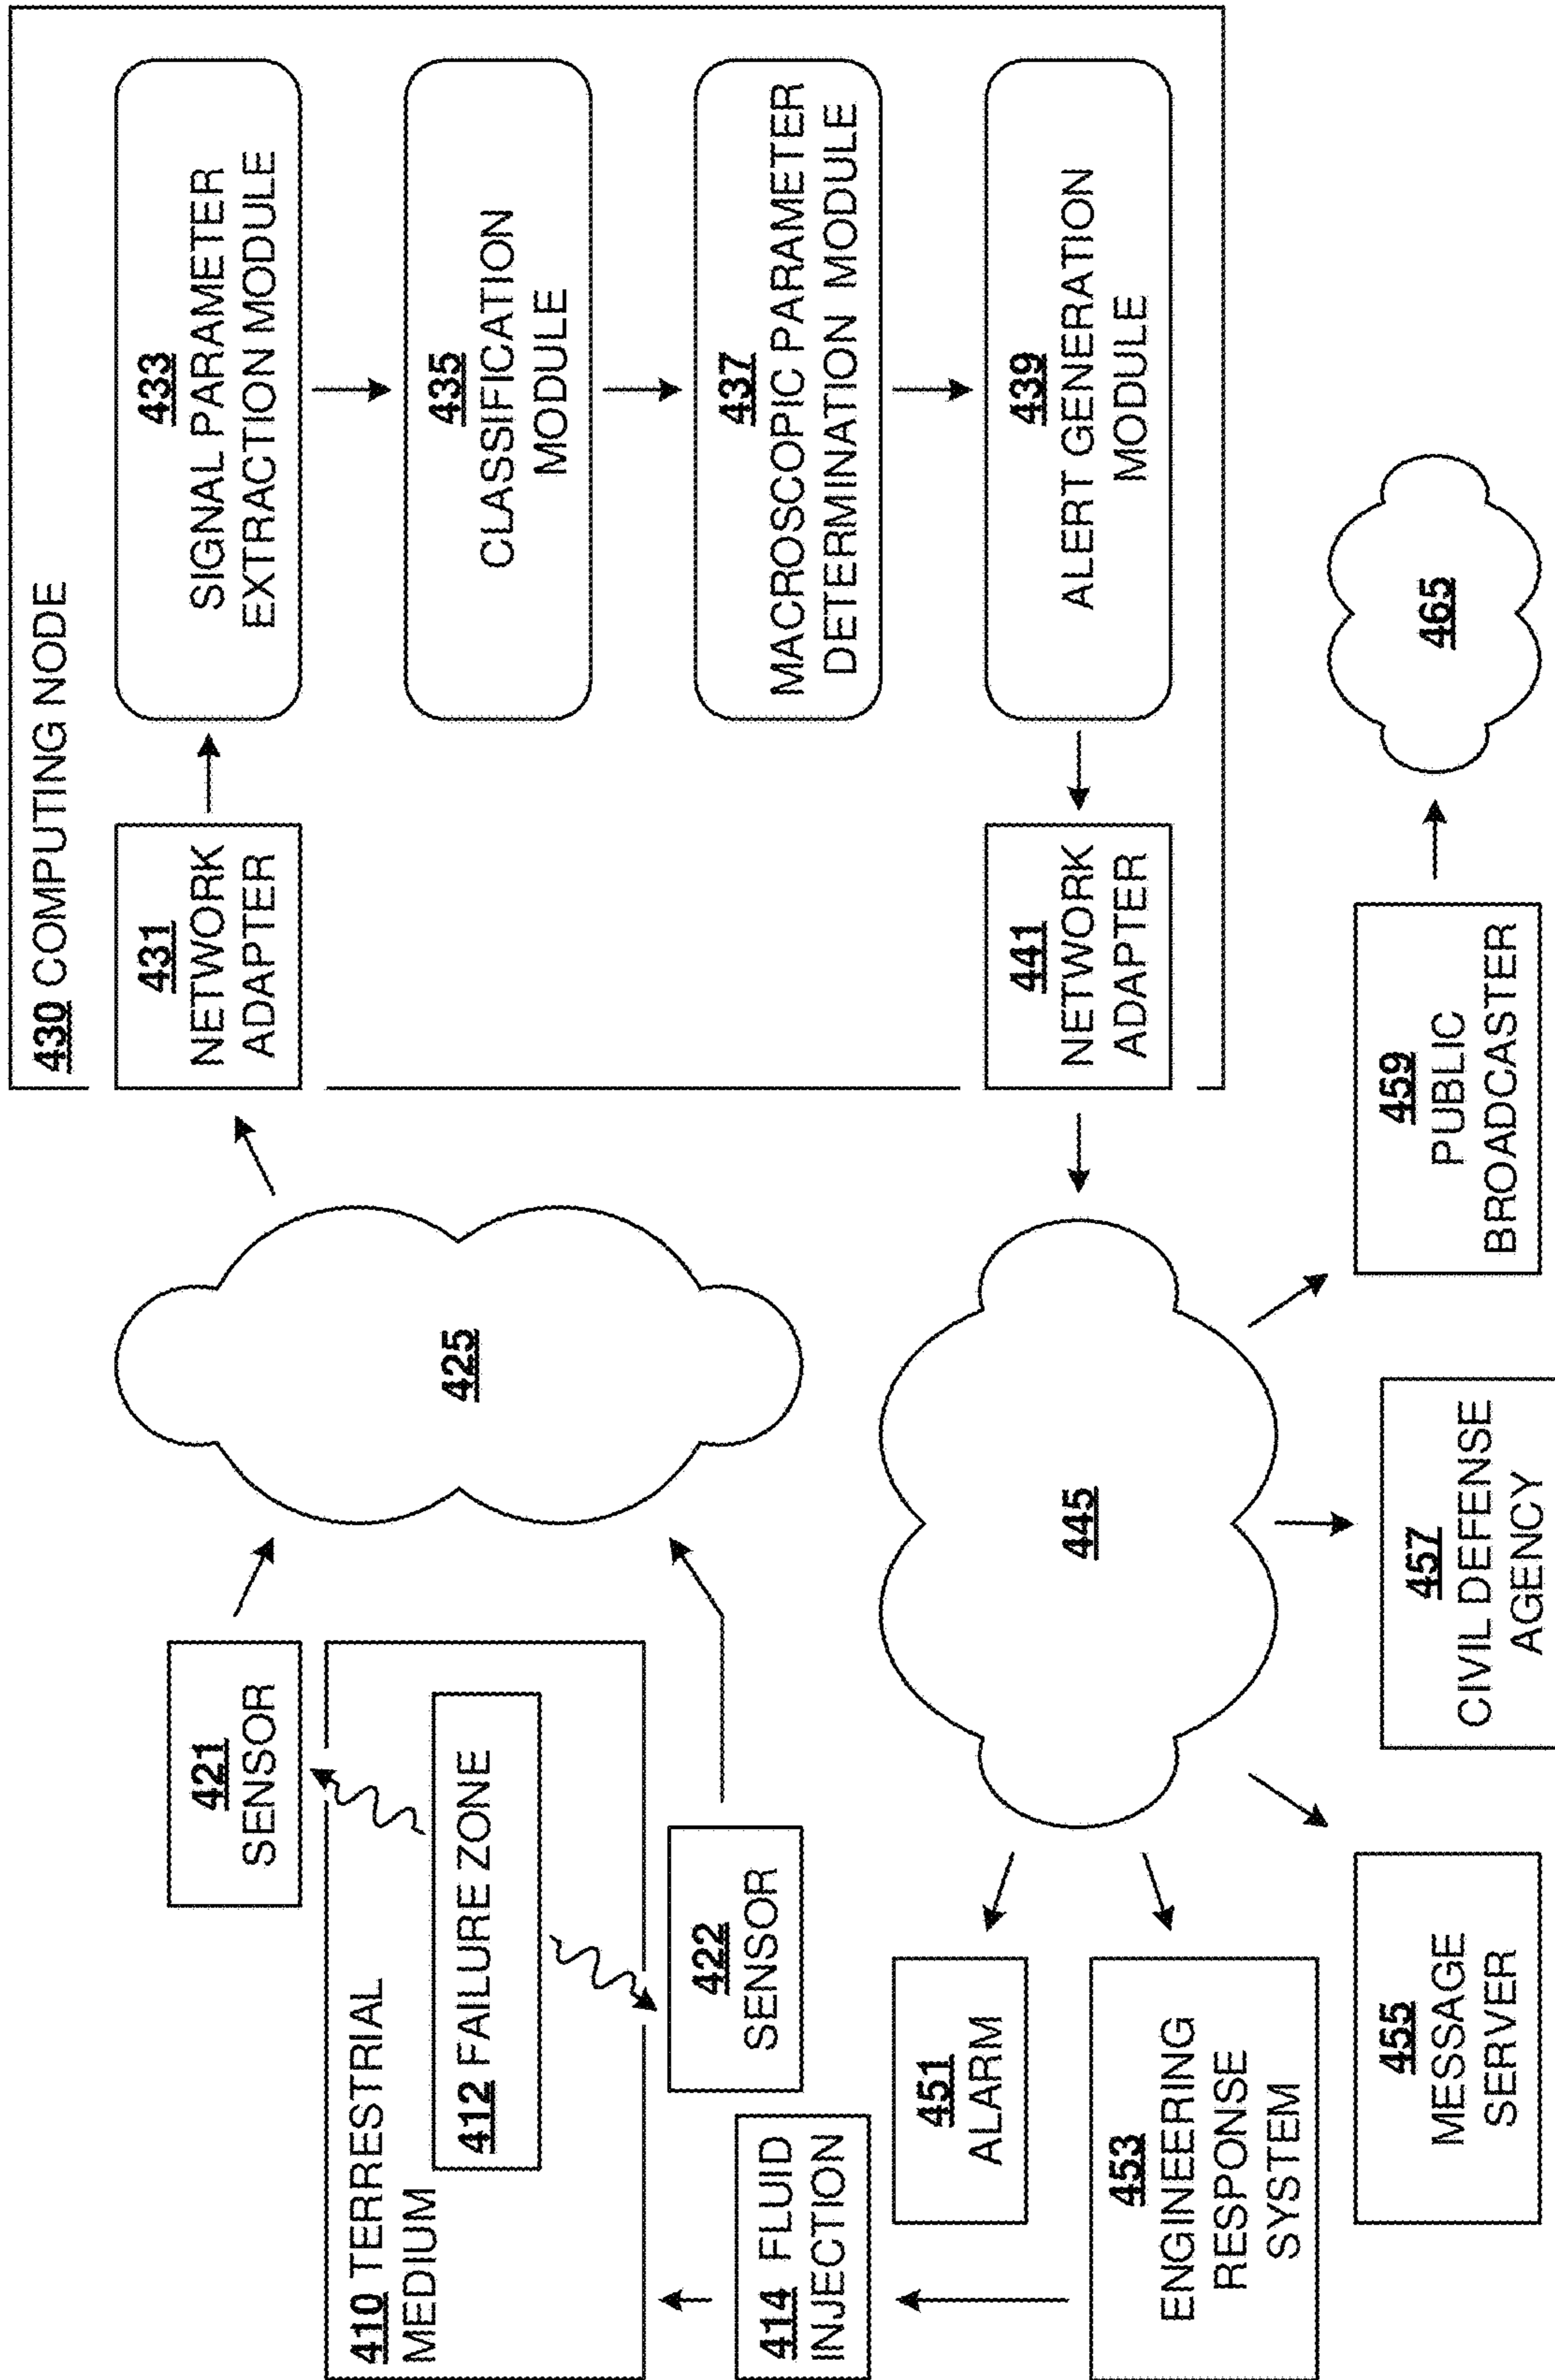 430 COMPUTING NODE
431
NETWORK
ADAPTER
433
SIGNAL PARAMETER
EXTRACTION MODULE
435
CLASSIFICATION
MODULE
437
MACROSCOPIC PARAMETER
DETERMINATION MODULE
439
ALERT GENERATION
MODULE
441
NETWORK
ADAPTER
421
SENSOR
425
410 TERRESTRIAL
MEDIUM
412 FAILURE ZONE
422
SENSOR
414 FLUID
INJECTION
445
451
ALARM
453
ENGINEERING
RESPONSE
SYSTEM
455
MESSAGE
SERVER
457
CIVIL DEFENSE
AGENCY
459
PUBLIC
BROADCASTER
465